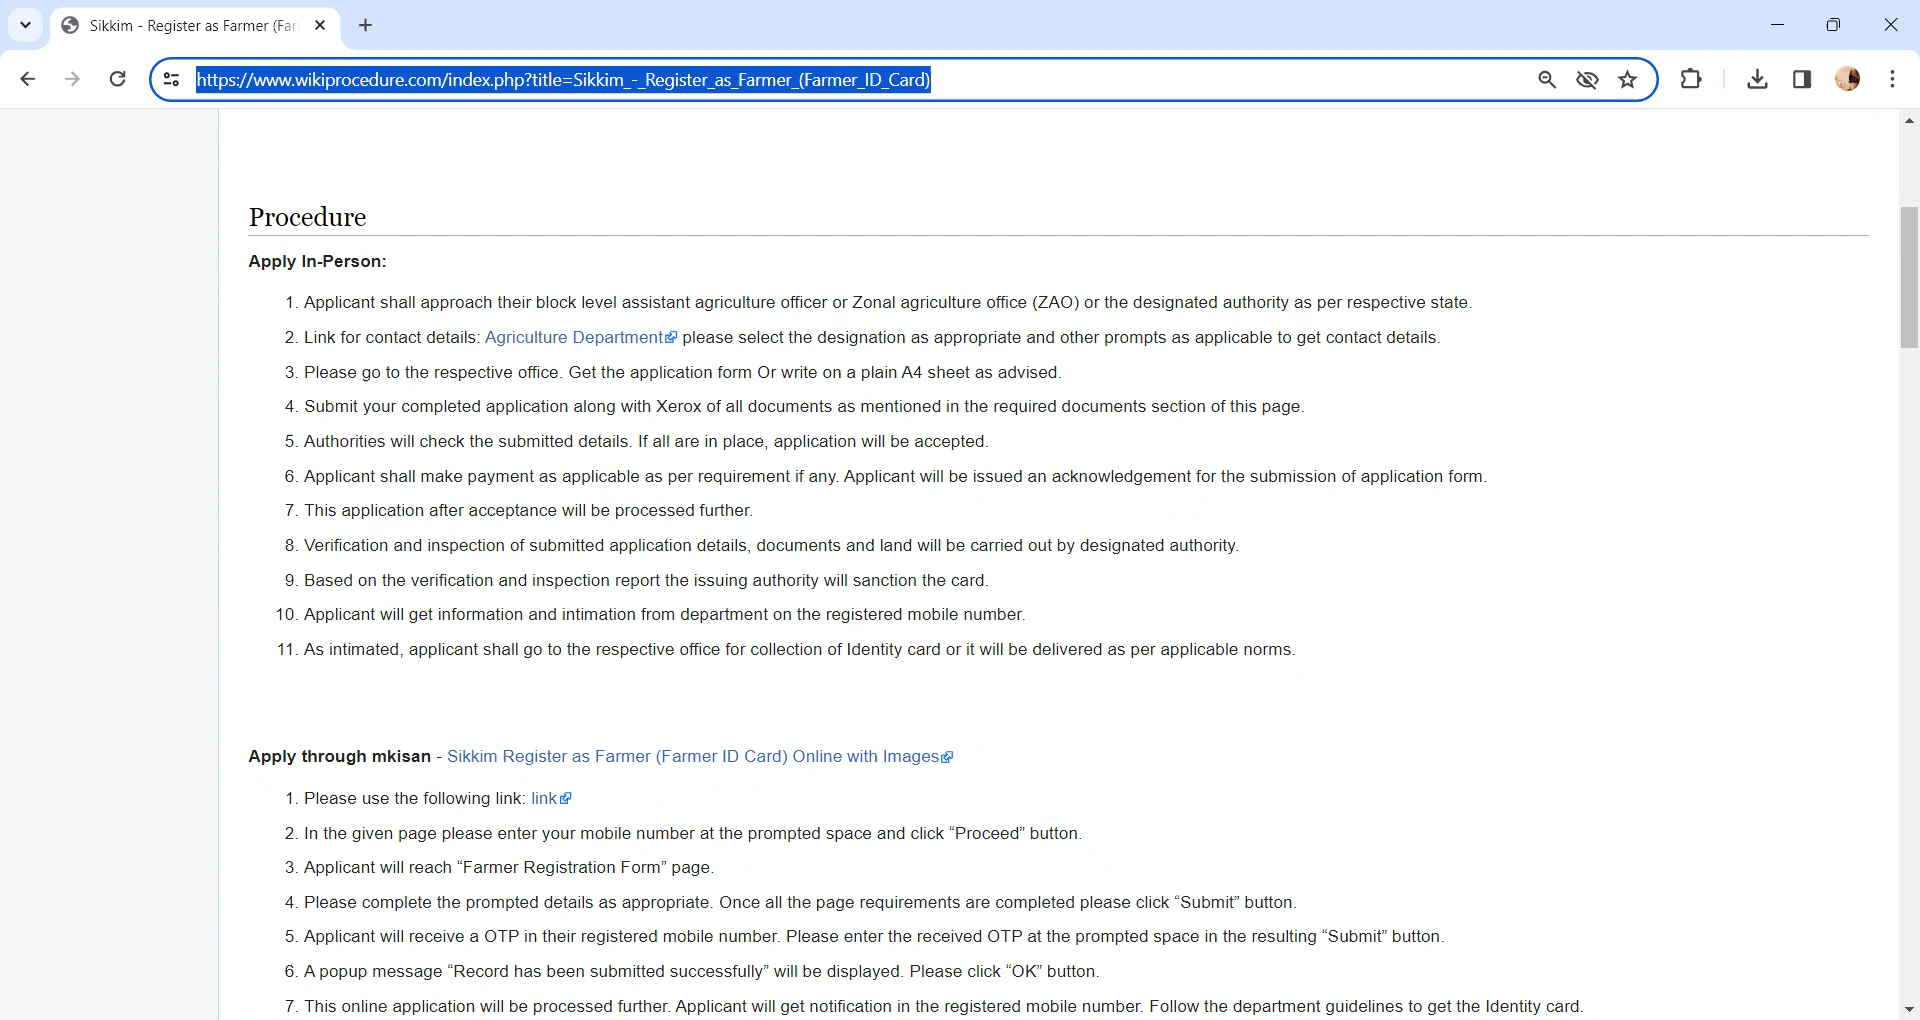 Sikkim - Register as Farmer (Far
https://www.wikiprocedure.com/index.php?title=Sikkim_-_Register_as_Farmer_(Farmer_ID_Card)
Procedure
Apply In-Person:
1. Applicant shall approach their block level assistant agriculture officer or Zonal agriculture office (ZAO) or the designated authority as per respective state.
2. Link for contact details: Agriculture Department please select the designation as appropriate and other prompts as applicable to get contact details.
3. Please go to the respective office. Get the application form Or write on a plain A4 sheet as advised.
4. Submit your completed application along with Xerox of all documents as mentioned in the required documents section of this page.
5. Authorities will check the submitted details. If all are in place, application will be accepted.
6. Applicant shall make payment as applicable as per requirement if any. Applicant will be issued an acknowledgement for the submission of application form.
7. This application after acceptance will be processed further.
8. Verification and inspection of submitted application details, documents and land will be carried out by designated authority.
9. Based on the verification and inspection report the issuing authority will sanction the card.
10. Applicant will get information and intimation from department on the registered mobile number.
11. As intimated, applicant shall go to the respective office for collection of Identity card or it will be delivered as per applicable norms.
Apply through mkisan - Sikkim Register as Farmer (Farmer ID Card) Online with Images
1. Please use the following link: link
2. In the given page please enter your mobile number at the prompted space and click “Proceed” button.
3. Applicant will reach “Farmer Registration Form” page.
4. Please complete the prompted details as appropriate. Once all the page requirements are completed please click “Submit” button.
5. Applicant will receive a OTP in their registered mobile number. Please enter the received OTP at the prompted space in the resulting “Submit” button.
6. A popup message “Record has been submitted successfully” will be displayed. Please click “OK” button.
7. This online application will be processed further. Applicant will get notification in the registered mobile number. Follow the department guidelines to get the Identity card.